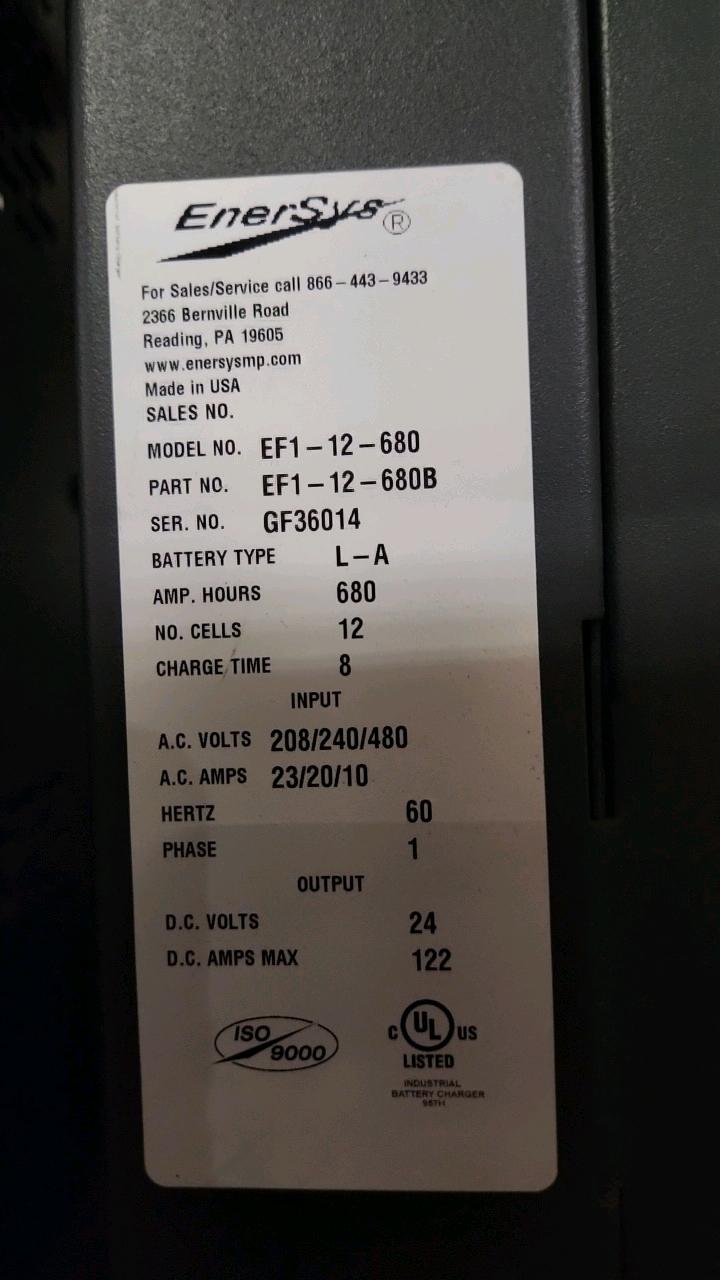 EnerSys®
For Sales/Service call 866-443-9433
2366 Bernville Road
Reading, PA 19605
www.enersysmp.com
Made in USA
SALES NO.
MODEL NO. EF1-12-680
PART NO. EF1-12-680B
SER. NO. GF36014
BATTERY TYPE L-A
AMP. HOURS 680
NO. CELLS 12
CHARGE TIME 8
INPUT
A.C. VOLTS 208/240/480
A.C. AMPS 23/20/10
HERTZ 60
PHASE 1
OUTPUT
D.C. VOLTS 24
D.C. AMPS MAX 122
ISO 9000
C UL US
LISTED
INDUSTRIAL
BATTERY CHARGER